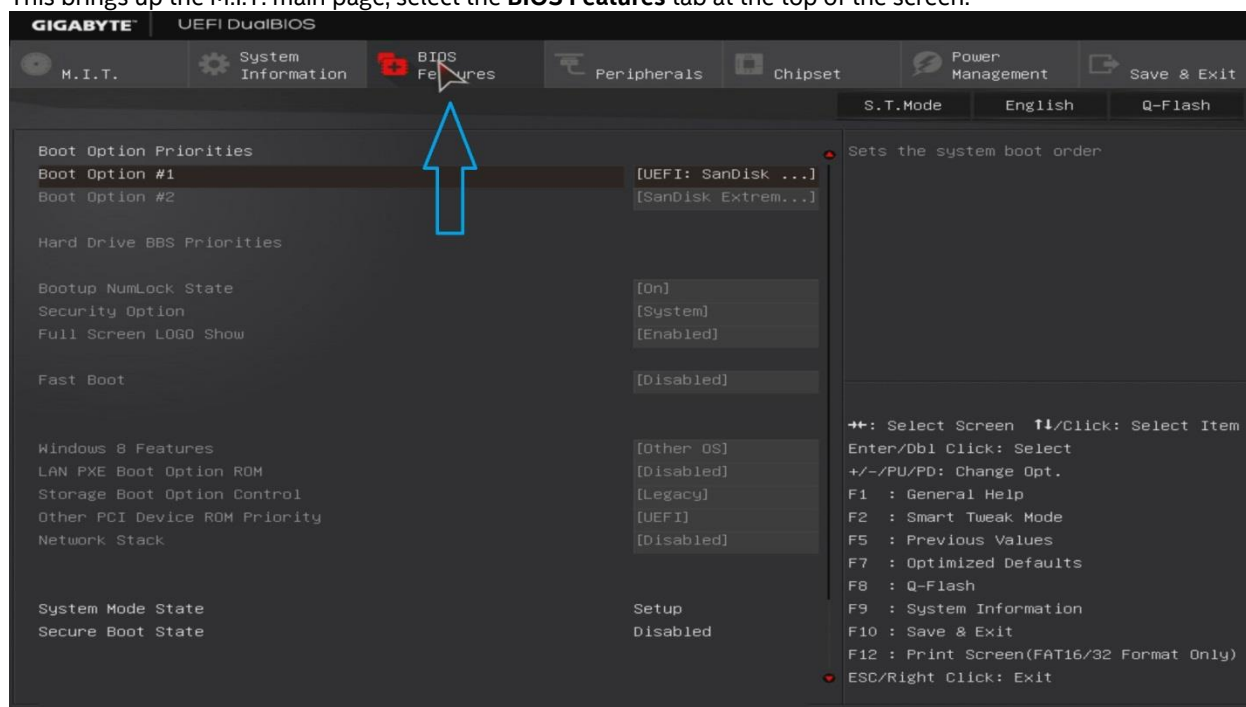 This brings up the M.I.T. main page, select the BIOS Features tab at the top of the screen.
GIGABYTE™ UEFI DualBIOS
M.I.T. System Information BIOS Features Peripherals Chipset Power Management Save & Exit
S.T.Mode English Q-Flash
Boot Option Priorities
Boot Option #1 [UEFI: SanDisk ...]
Boot Option #2 [SanDisk Extrem...]
Hard Drive BBS Priorities
Bootup NumLock State [On]
Security Option [System]
Full Screen LOGO Show [Enabled]
Fast Boot [Disabled]
Windows 8 Features [Other OS]
LAN PXE Boot Option ROM [Disabled]
Storage Boot Option Control [Legacy]
Other PCI Device ROM Priority [UEFI]
Network Stack [Disabled]
System Mode State Setup
Secure Boot State Disabled
Sets the system boot order
→←: Select Screen ↑↓/Click: Select Item
Enter/Dbl Click: Select
+/-/PU/PD: Change Opt.
F1 : General Help
F2 : Smart Tweak Mode
F5 : Previous Values
F7 : Optimized Defaults
F8 : Q-Flash
F9 : System Information
F10 : Save & Exit
F12 : Print Screen(FAT16/32 Format Only)
ESC/Right Click: Exit